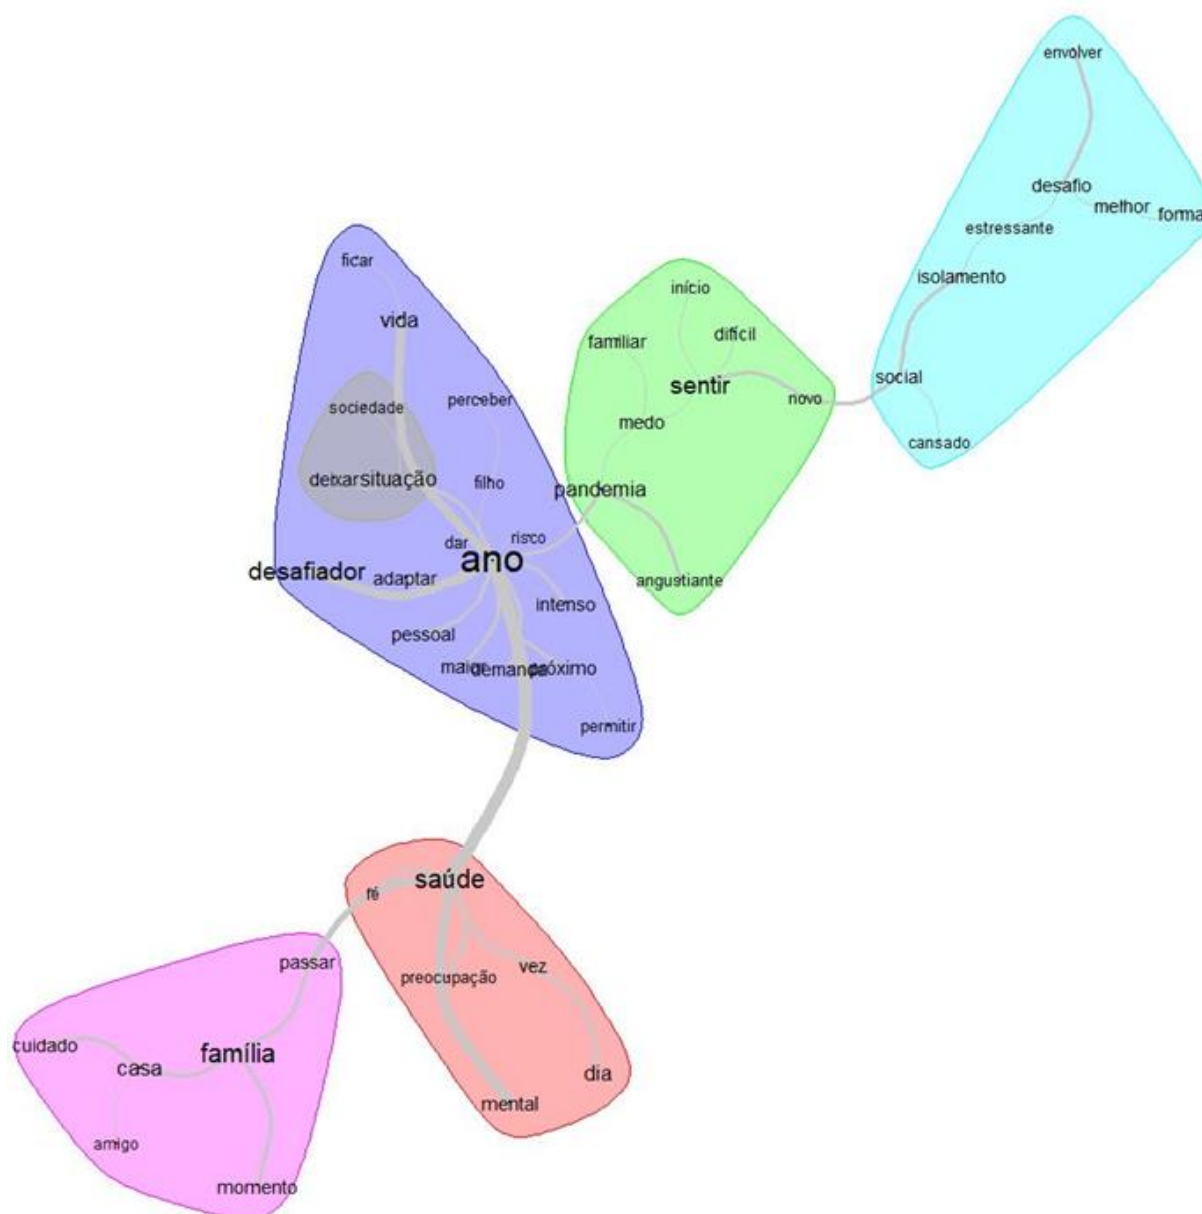 envolver
desafio
melhor
forma
estressante
isolamento
social
cansado
ficar
vida
sociedade
perceber
deixar
situação
filho
dar
risco
ano
desafiador
adaptar
intenso
pessoal
maior
demanda
próximo
permitir
início
familiar
difícil
sentir
novo
medo
pandemia
angustiante
saúde
fé
passar
preocupação
vez
cuidado
casa
família
dia
mental
amigo
momento